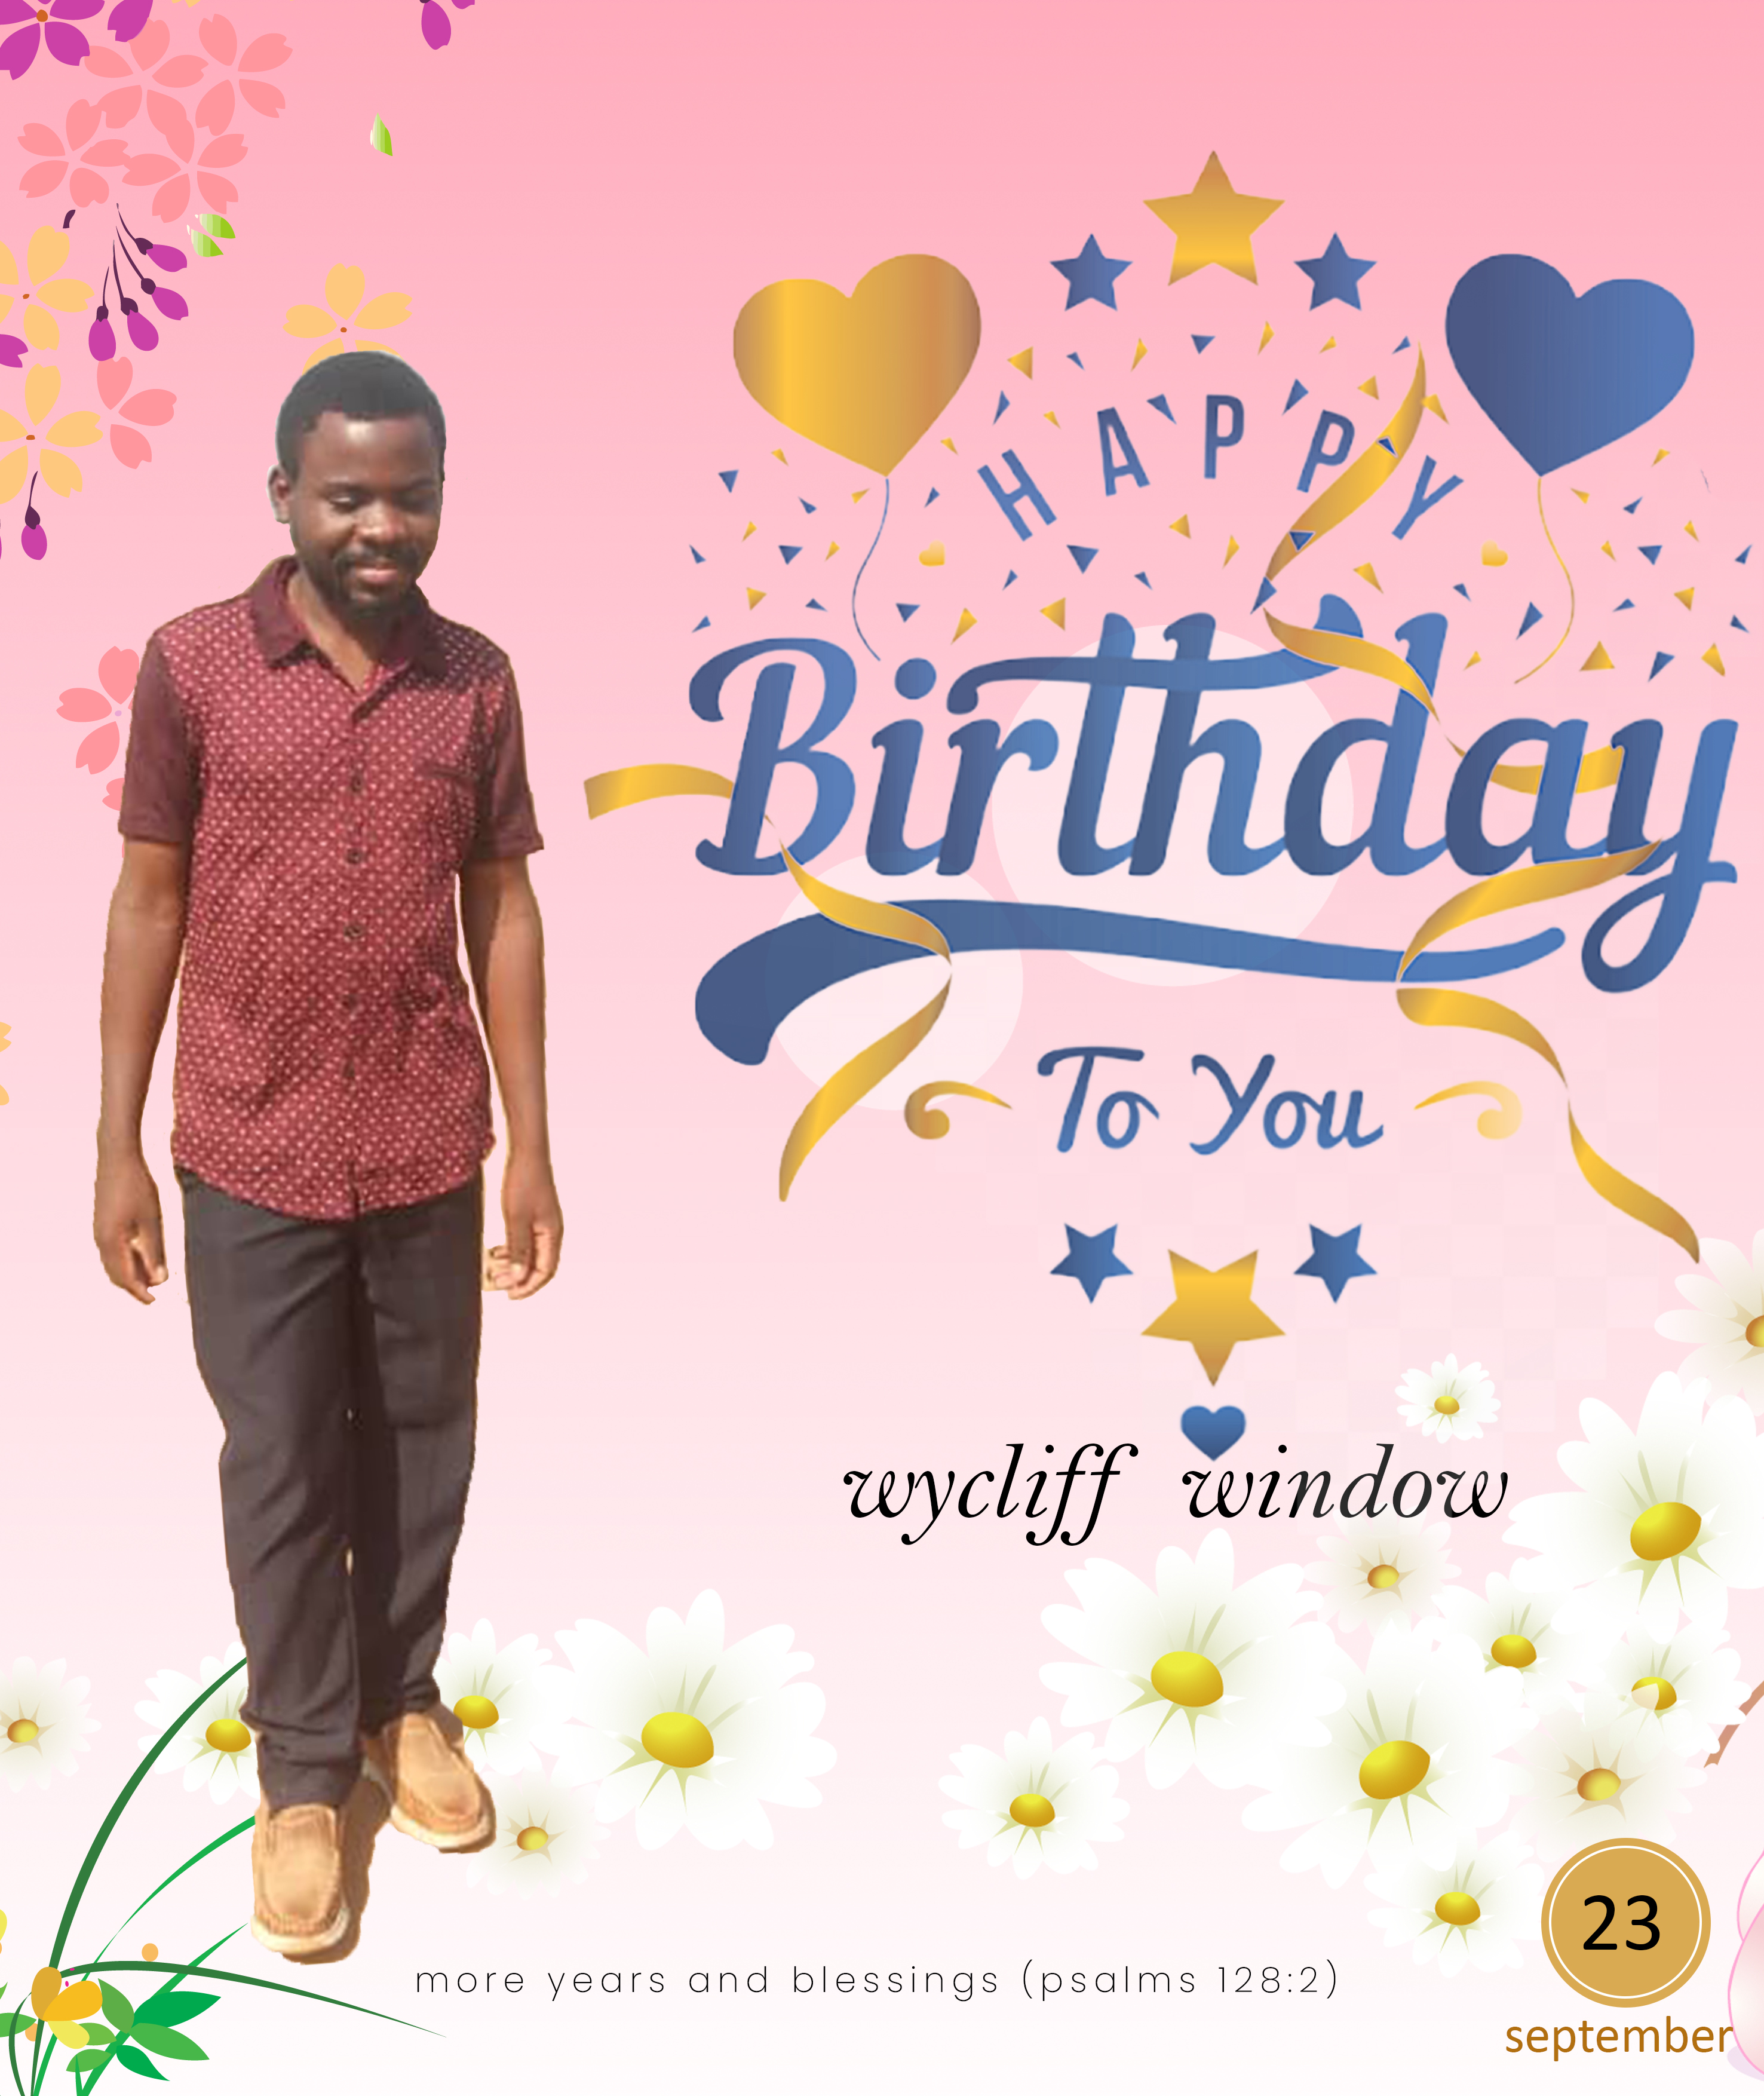 HAPPY
Birthday
To You
wycliff window
more years and blessings (psalms 128:2)
23
september